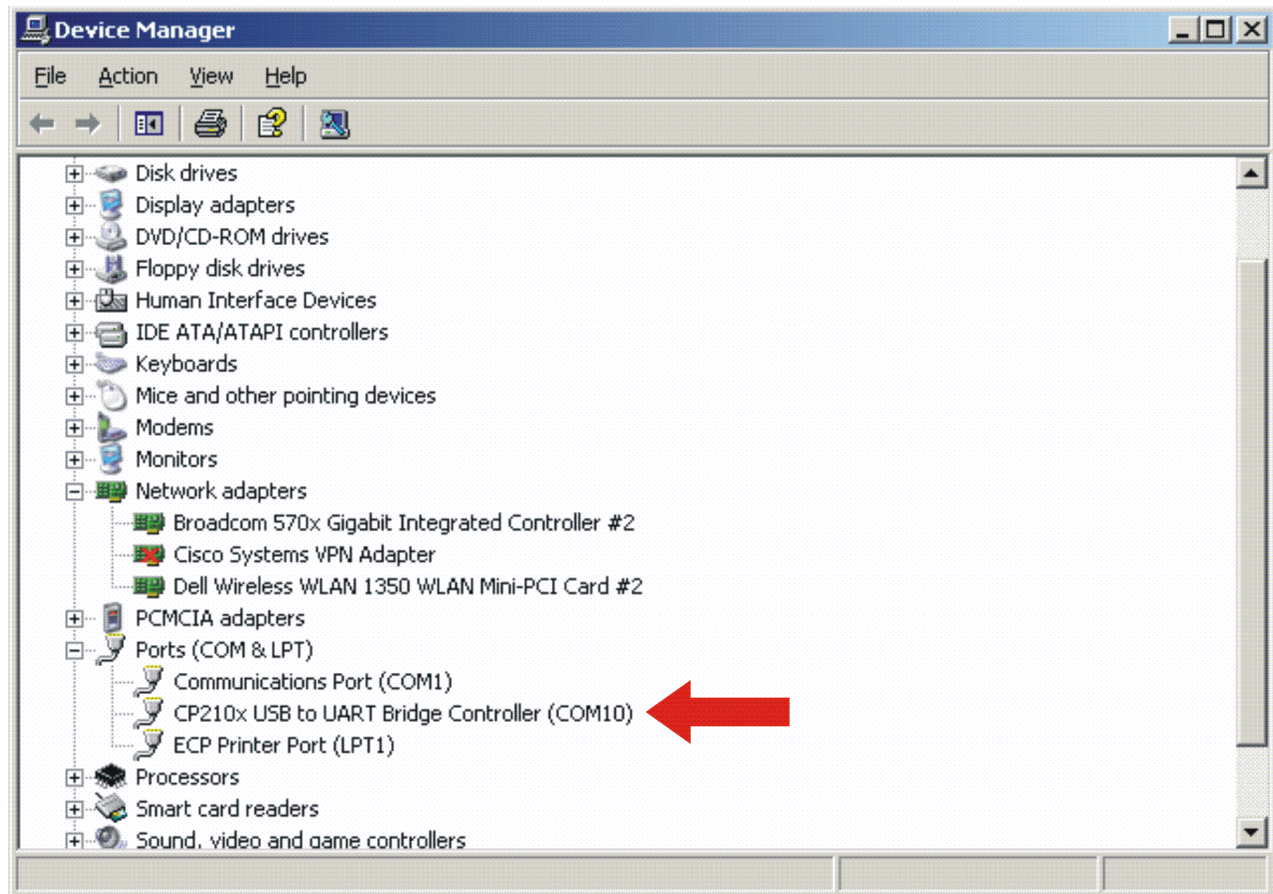 Device Manager
File Action View Help
Disk drives
Display adapters
DVD/CD-ROM drives
Floppy disk drives
Human Interface Devices
IDE ATA/ATAPI controllers
Keyboards
Mice and other pointing devices
Modems
Monitors
Network adapters
Broadcom 570x Gigabit Integrated Controller #2
Cisco Systems VPN Adapter
Dell Wireless WLAN 1350 WLAN Mini-PCI Card #2
PCMCIA adapters
Ports (COM & LPT)
Communications Port (COM1)
CP210x USB to UART Bridge Controller (COM10)
ECP Printer Port (LPT1)
Processors
Smart card readers
Sound, video and game controllers